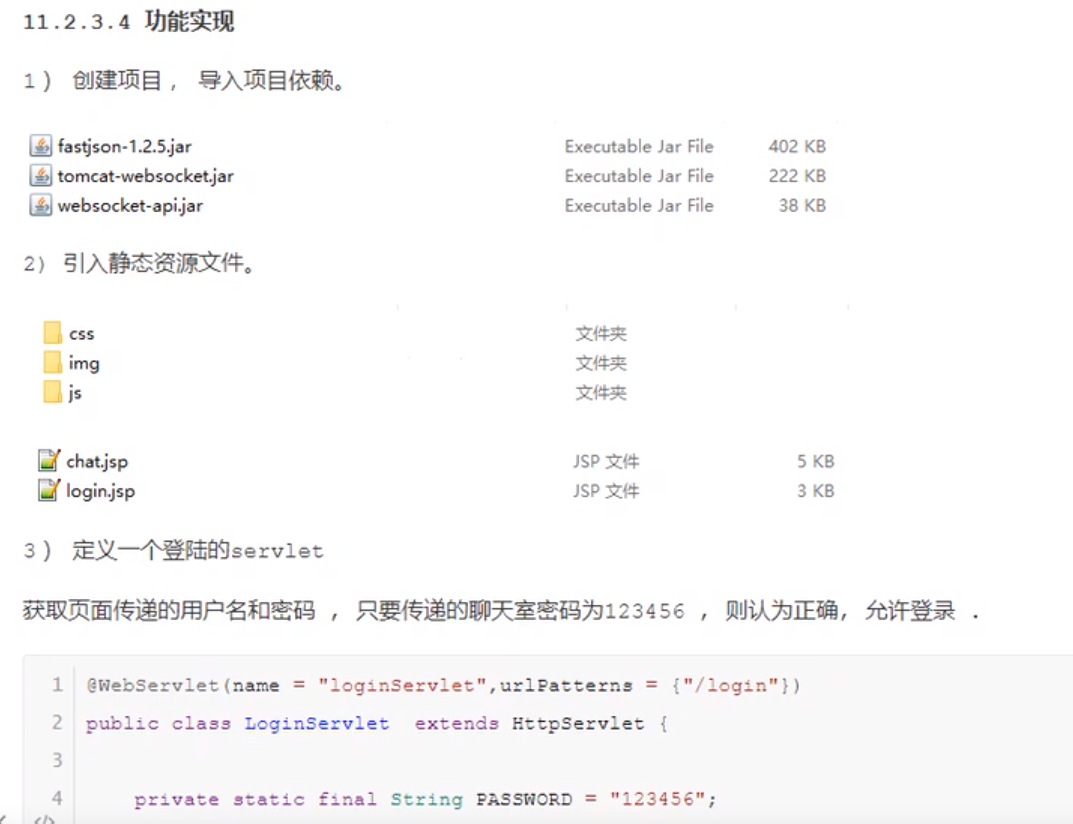 11.2.3.4 功能实现
1） 创建项目， 导入项目依赖。
fastjson-1.2.5.jar Executable Jar File 402 KB
tomcat-websocket.jar Executable Jar File 222 KB
websocket-api.jar Executable Jar File 38 KB
2） 引入静态资源文件。
css 文件夹
img 文件夹
js 文件夹
chat.jsp JSP 文件 5 KB
login.jsp JSP 文件 3 KB
3） 定义一个登陆的servlet
获取页面传递的用户名和密码 ， 只要传递的聊天室密码为123456 ， 则认为正确, 允许登录 .
1 @WebServlet(name = "loginServlet",urlPatterns = {"/login"})
2 public class LoginServlet extends HttpServlet {
3
4 private static final String PASSWORD = "123456";